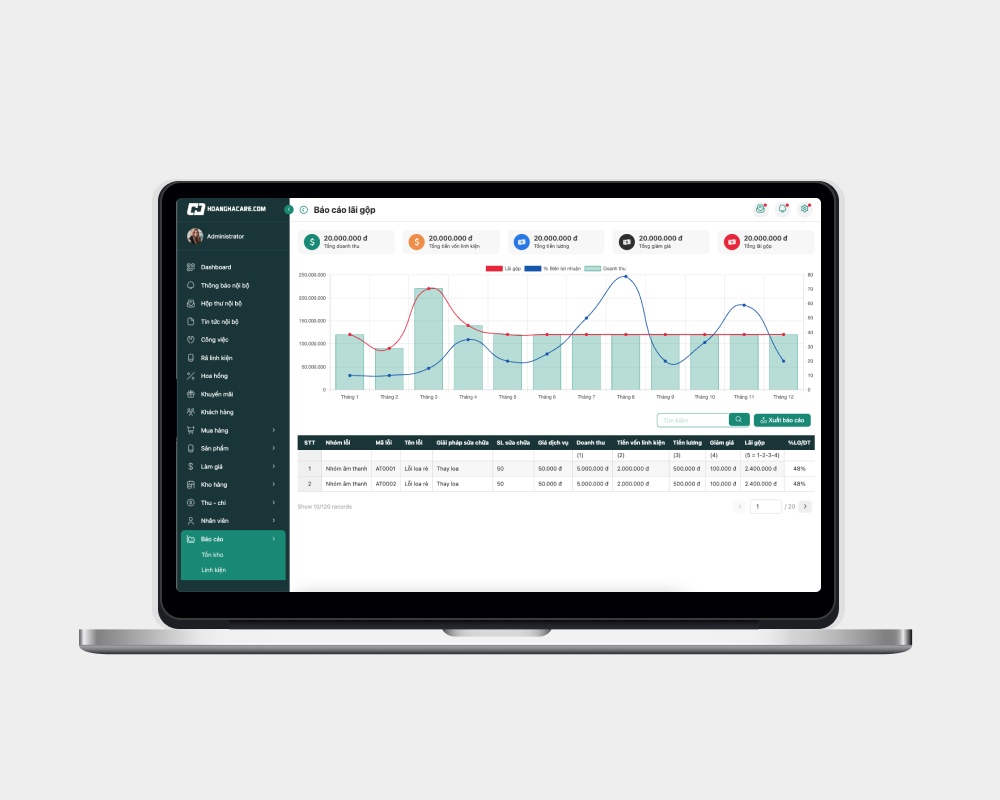 HOANGHACARE.COM
Báo cáo lãi gộp
Administrator
Dashboard
Thông báo nội bộ
Hộp thư nội bộ
Tin tức nội bộ
Công việc
Rã linh kiện
Hoa hồng
Khuyến mãi
Khách hàng
Mua hàng
Sản phẩm
Làm giá
Kho hàng
Thu - chi
Nhân viên
Báo cáo
Tồn kho
Linh kiện
20.000.000 đ
Tổng doanh thu
20.000.000 đ
Tổng tiền vốn linh kiện
20.000.000 đ
Tổng tiền lương
20.000.000 đ
Tổng giảm giá
20.000.000 đ
Tổng lãi gộp
Lãi gộp % Biên lợi nhuận Doanh thu
250.000.000 80
70
200.000.000
60
150.000.000 50
40
100.000.000
30
50.000.000 20
10
0 0
Tháng 1 Tháng 2 Tháng 3 Tháng 4 Tháng 5 Tháng 6 Tháng 7 Tháng 8 Tháng 9 Tháng 10 Tháng 11 Tháng 12
Tìm kiếm Xuất báo cáo
STT Nhóm lỗi Mã lỗi Tên lỗi Giải pháp sửa chữa SL sửa chữa Giá dịch vụ Doanh thu Tiền vốn linh kiện Tiền lương Giảm giá Lãi gộp %LG/DT
(1) (2) (3) (4) (5 = 1-2-3-4)
1 Nhóm âm thanh AT0001 Lỗi loa rè Thay loa 50 50.000 đ 5.000.000 đ 2.000.000 đ 500.000 đ 100.000 đ 2.400.000 đ 48%
2 Nhóm âm thanh AT0002 Lỗi loa rè Thay loa 50 50.000 đ 5.000.000 đ 2.000.000 đ 500.000 đ 100.000 đ 2.400.000 đ 48%
Show 10/120 records 1 / 20